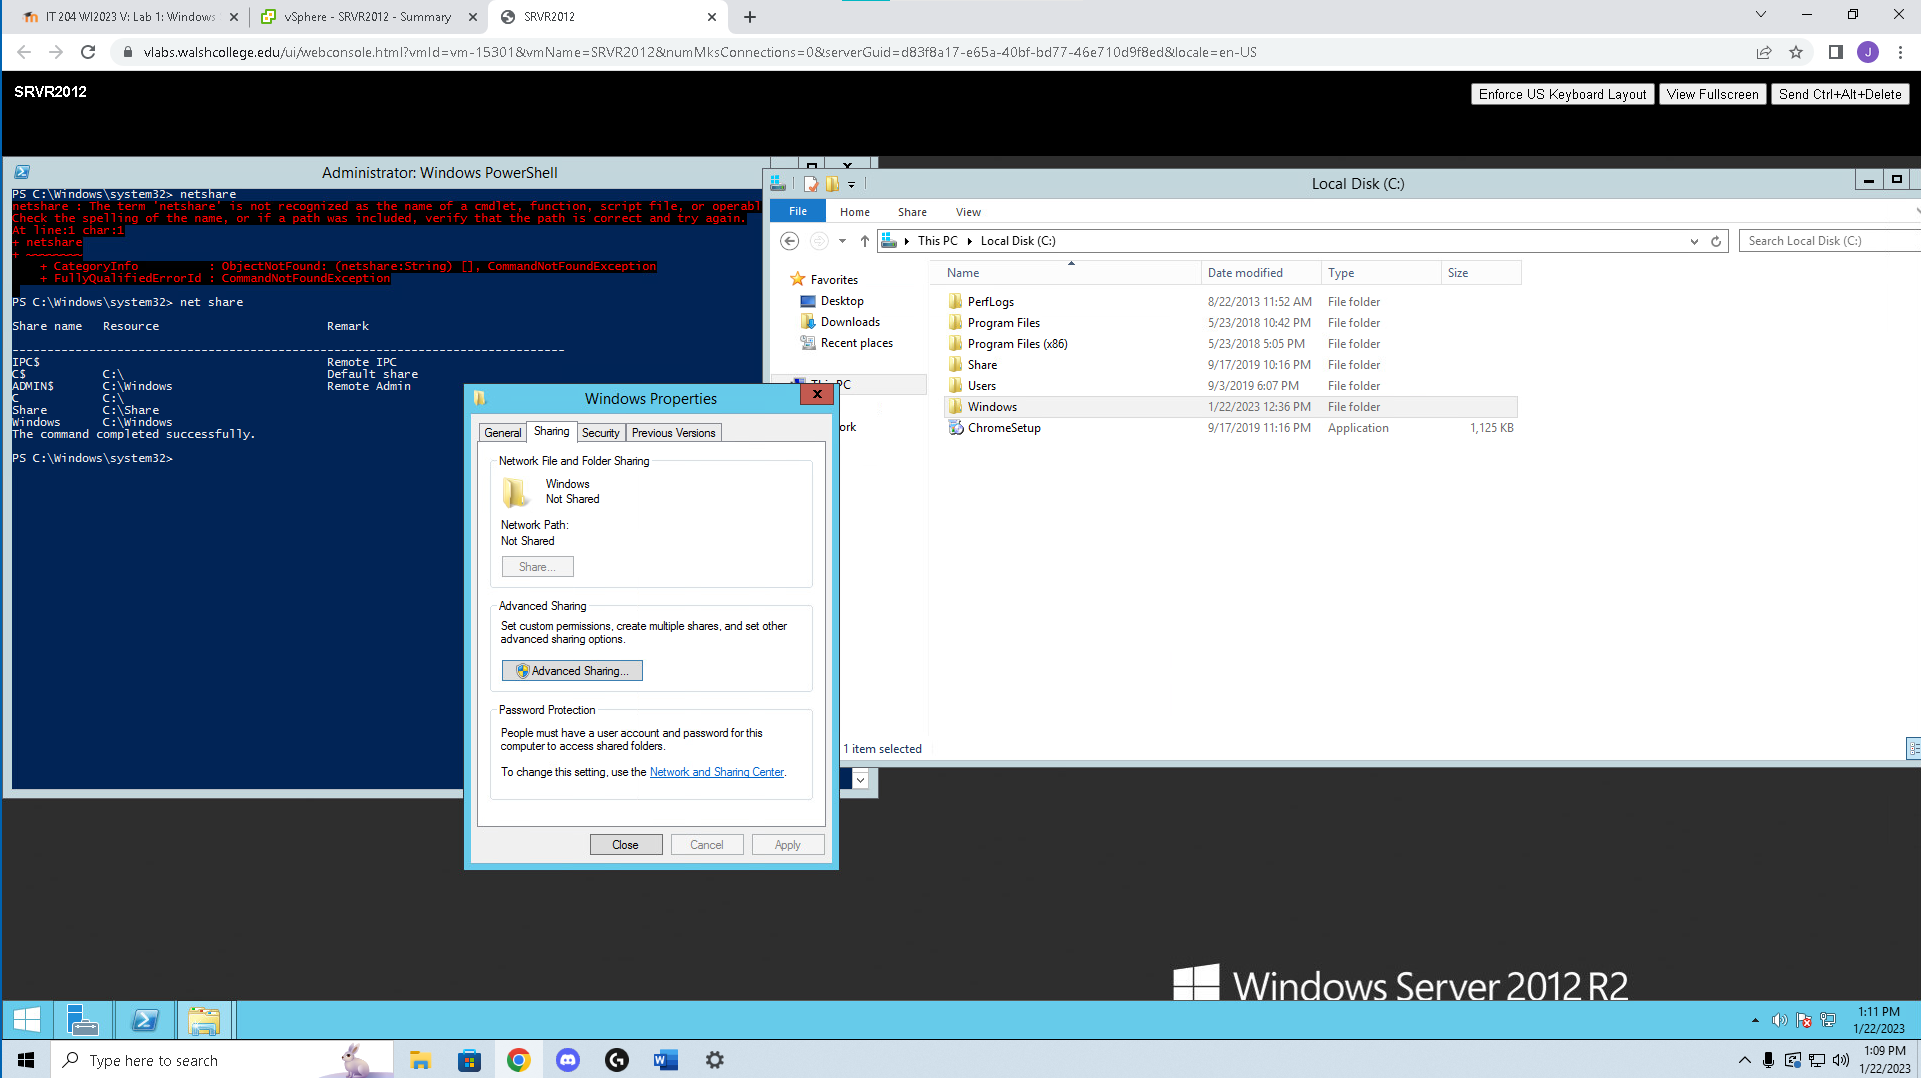 IT 204 WI2023 V: Lab 1: Windows
vSphere - SRVR2012 - Summary
SRVR2012
vlabs.walshcollege.edu/ui/webconsole.html?vmId=vm-15301&vmName=SRVR2012&numMksConnections=0&serverGuid=d83f8a17-e65a-40bf-bd77-46e710d9f8ed&locale=en-US
J
SRVR2012
Enforce US Keyboard Layout
View Fullscreen
Send Ctrl+Alt+Delete
Administrator: Windows PowerShell
PS C:\Windows\system32> netshare
netshare : The term 'netshare' is not recognized as the name of a cmdlet, function, script file, or operabl
Check the spelling of the name, or if a path was included, verify that the path is correct and try again.
At line:1 char:1
+ netshare
+ ~~~~~~~~
+ CategoryInfo : ObjectNotFound: (netshare:String) [], CommandNotFoundException
+ FullyQualifiedErrorId : CommandNotFoundException
PS C:\Windows\system32> net share
Share name Resource Remark
-------------------------------------------------------------------------------
IPC$ Remote IPC
C$ C:\ Default share
ADMIN$ C:\Windows Remote Admin
C C:\
Share C:\Share
Windows C:\Windows
The command completed successfully.
PS C:\Windows\system32>
Local Disk (C:)
File Home Share View
This PC Local Disk (C:)
Search Local Disk (C:)
Favorites
Desktop
Downloads
Recent places
This PC
ork
Name Date modified Type Size
PerfLogs 8/22/2013 11:52 AM File folder
Program Files 5/23/2018 10:42 PM File folder
Program Files (x86) 5/23/2018 5:05 PM File folder
Share 9/17/2019 10:16 PM File folder
Users 9/3/2019 6:07 PM File folder
Windows 1/22/2023 12:36 PM File folder
ChromeSetup 9/17/2019 11:16 PM Application 1,125 KB
1 item selected
Windows Properties
General Sharing Security Previous Versions
Network File and Folder Sharing
Windows
Not Shared
Network Path:
Not Shared
Share...
Advanced Sharing
Set custom permissions, create multiple shares, and set other
advanced sharing options.
Advanced Sharing...
Password Protection
People must have a user account and password for this
computer to access shared folders.
To change this setting, use the Network and Sharing Center.
Close Cancel Apply
Windows Server 2012 R2
1:11 PM
1/22/2023
Type here to search
1:09 PM
1/22/2023